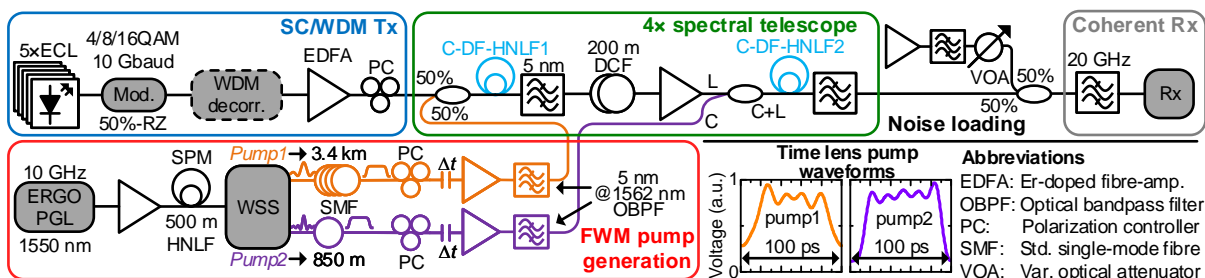 SC/WDM Tx
5×ECL
4/8/16QAM
10 Gbaud
Mod.
50%-RZ
WDM
decorr.
EDFA
PC
4× spectral telescope
50%
50%
C-DF-HNLF1
5 nm
200 m
DCF
L
C
C-DF-HNLF2
C+L
VOA
50%
50%
Noise loading
Coherent Rx
20 GHz
Rx
10 GHz
ERGO
PGL
1550 nm
SPM
500 m
HNLF
WSS
Pump1→3.4 km
SMF
PC
Δt
Pump2→850 m
PC
Δt
5 nm
@1562 nm
OBPF
FWM pump
generation
Time lens pump
waveforms
Voltage (a.u.)
1
0
pump1
100 ps
pump2
100 ps
Abbreviations
EDFA: Er-doped fibre-amp.
OBPF: Optical bandpass filter
PC: Polarization controller
SMF: Std. single-mode fibre
VOA: Var. optical attenuator